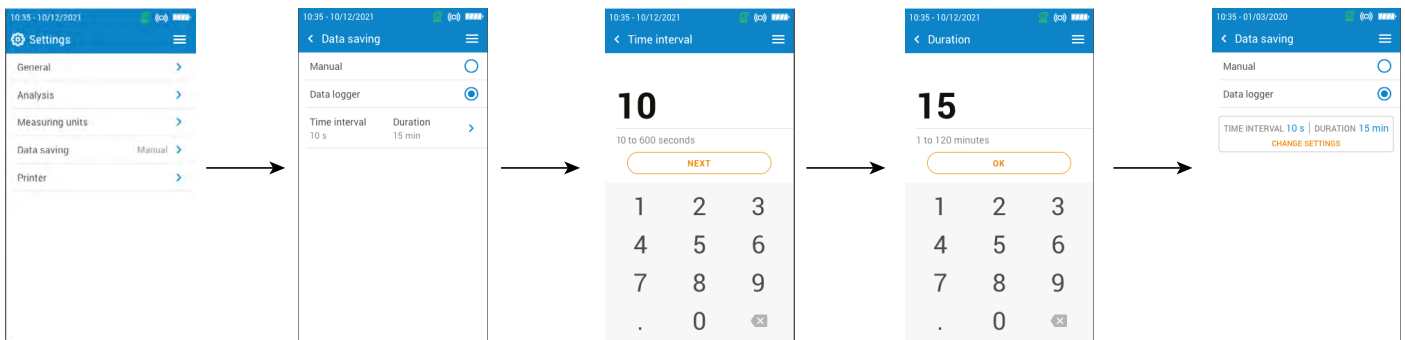 10:35 - 10/12/2021
Settings
General
Analysis
Measuring units
Data saving Manual
Printer
10:35 - 10/12/2021
Data saving
Manual
Data logger
Time interval Duration
10 s 15 min
10:35 - 10/12/2021
Time interval
10
10 to 600 seconds
NEXT
1 2 3
4 5 6
7 8 9
. 0
10:35 - 10/12/2021
Duration
15
1 to 120 minutes
OK
1 2 3
4 5 6
7 8 9
. 0
10:35 - 01/03/2020
Data saving
Manual
Data logger
TIME INTERVAL 10 s | DURATION 15 min
CHANGE SETTINGS